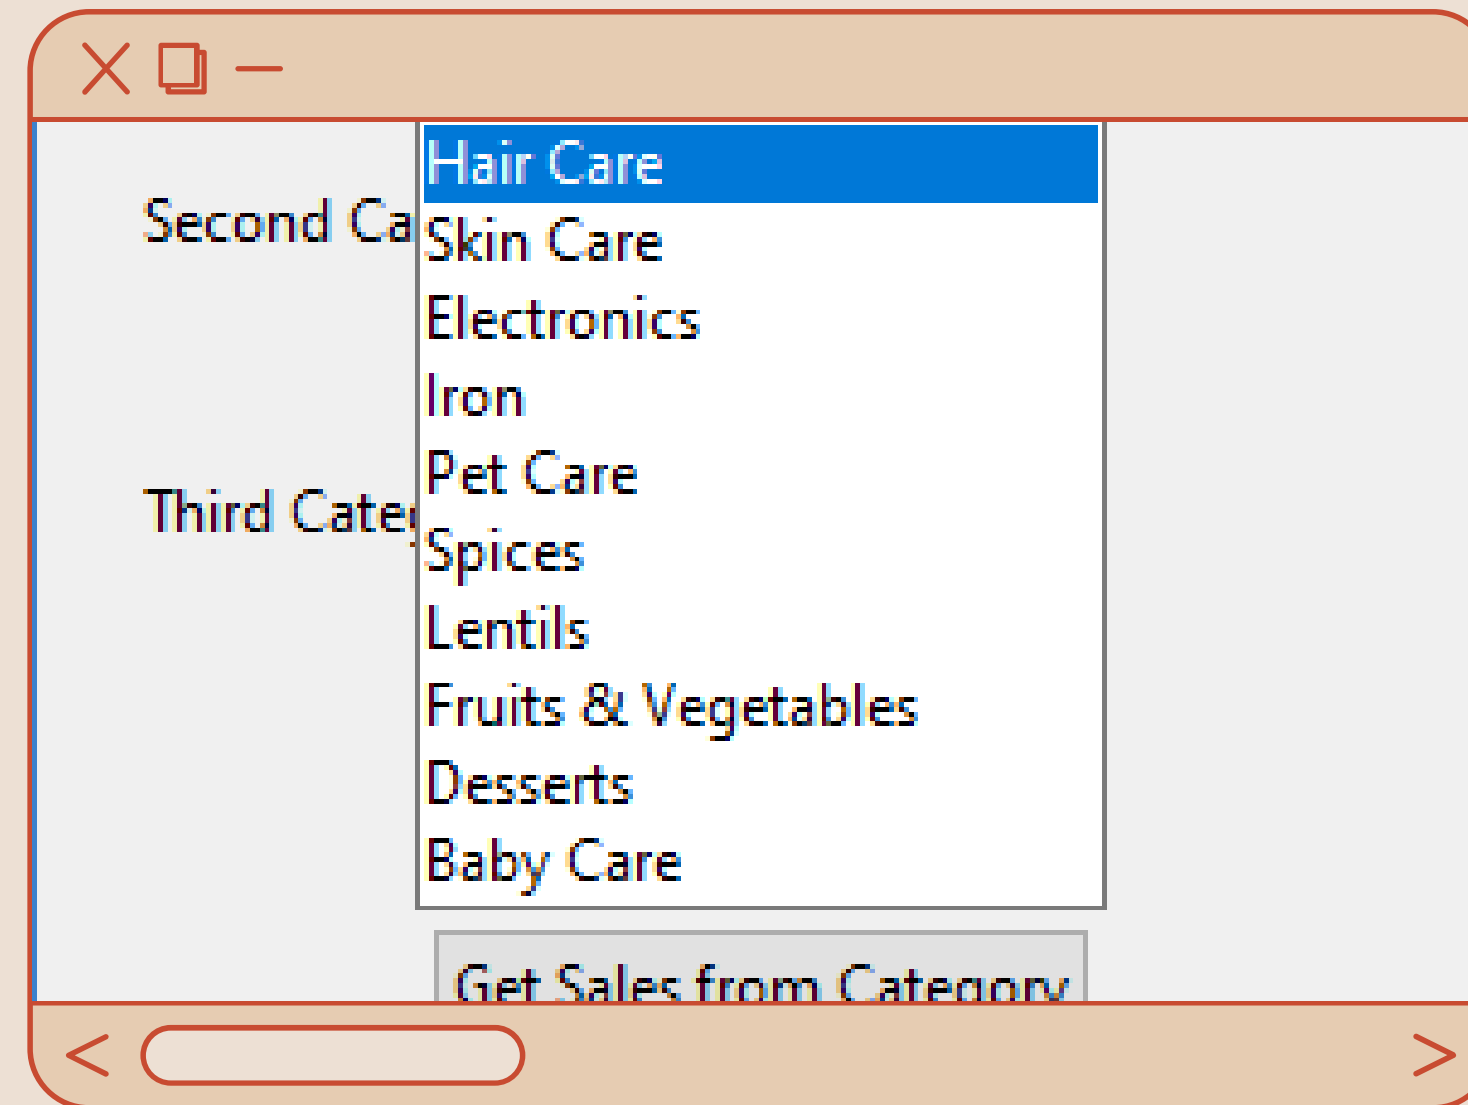 Hair Care
Second Ca
Skin Care
Electronics
Iron
Pet Care
Third Categ
Spices
Lentils
Fruits & Vegetables
Desserts
Baby Care
Get Sales from Category